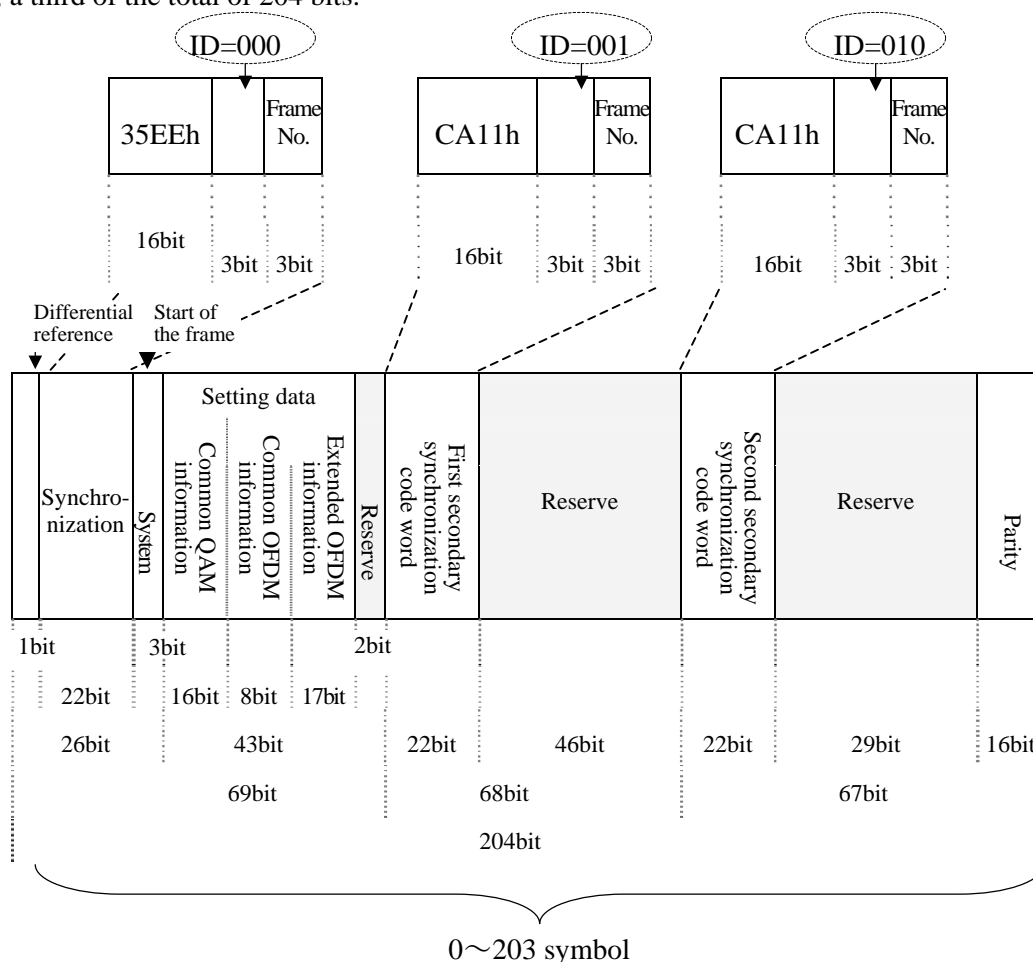 a third of the total of 204 bits.
ID=000
ID=001
ID=010
35EEh
Frame
No.
CA11h
Frame
No.
CA11h
Frame
No.
16bit
3bit
3bit
16bit
3bit
3bit
16bit
3bit
3bit
Differential
reference
Start of
the frame
Synchro-
nization
System
Setting data
Common QAM
information
Common OFDM
information
Extended OFDM
information
Reserve
First secondary
synchronization
code word
Reserve
Second secondary
synchronization
code word
Reserve
Parity
1bit
3bit
2bit
22bit
16bit
8bit
17bit
26bit
43bit
22bit
46bit
22bit
29bit
16bit
69bit
68bit
67bit
204bit
0～203 symbol